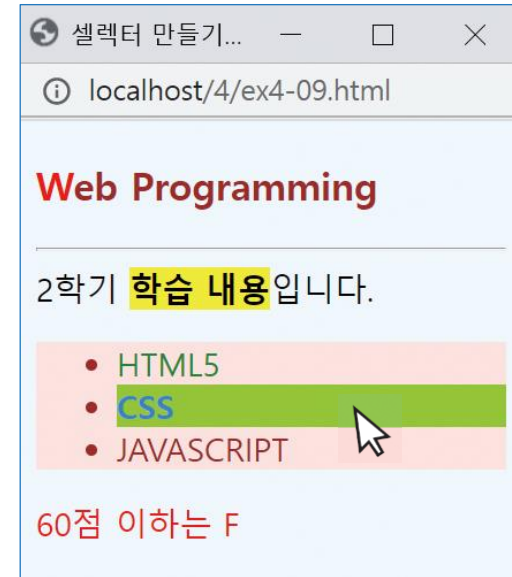 셀렉터 만들기...
localhost/4/ex4-09.html
Web Programming
2학기 학습 내용입니다.
• HTML5
• CSS
• JAVASCRIPT
60점 이하는 F